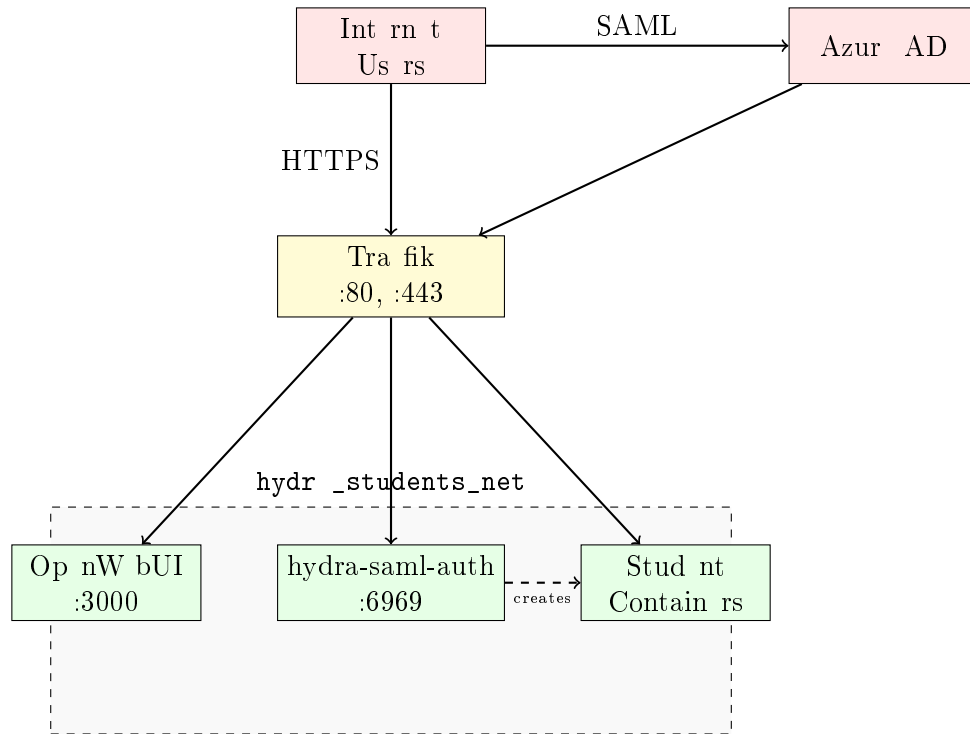 Int rn t
Us rs
SAML
Azur  AD
HTTPS
Tra fik
:80, :443
hydr _students_net
Op nW bUI
:3000
hydra-saml-auth
:6969
creates
Stud nt
Contain rs